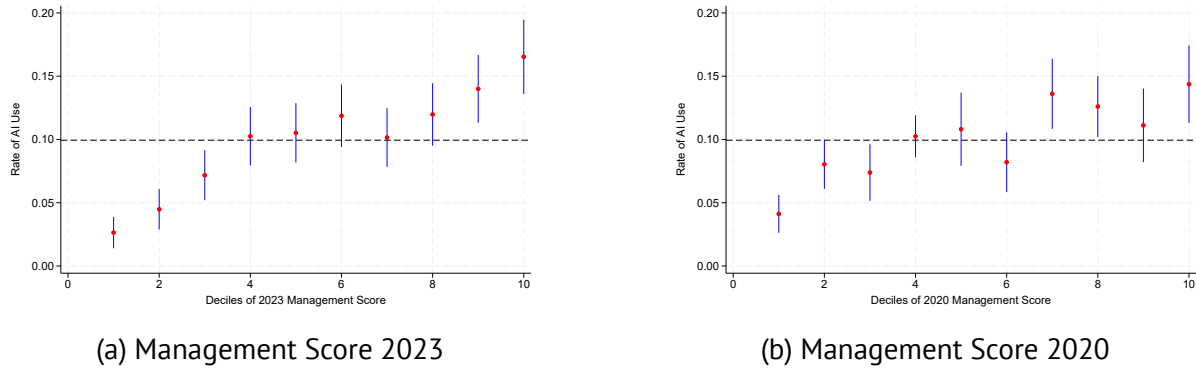 0.20
0.15
0.10
0.05
0.00
Rate of AI Use
0 2 4 6 8 10
Deciles of 2023 Management Score
(a) Management Score 2023
0.20
0.15
0.10
0.05
0.00
Rate of AI Use
0 2 4 6 8 10
Deciles of 2020 Management Score
(b) Management Score 2020